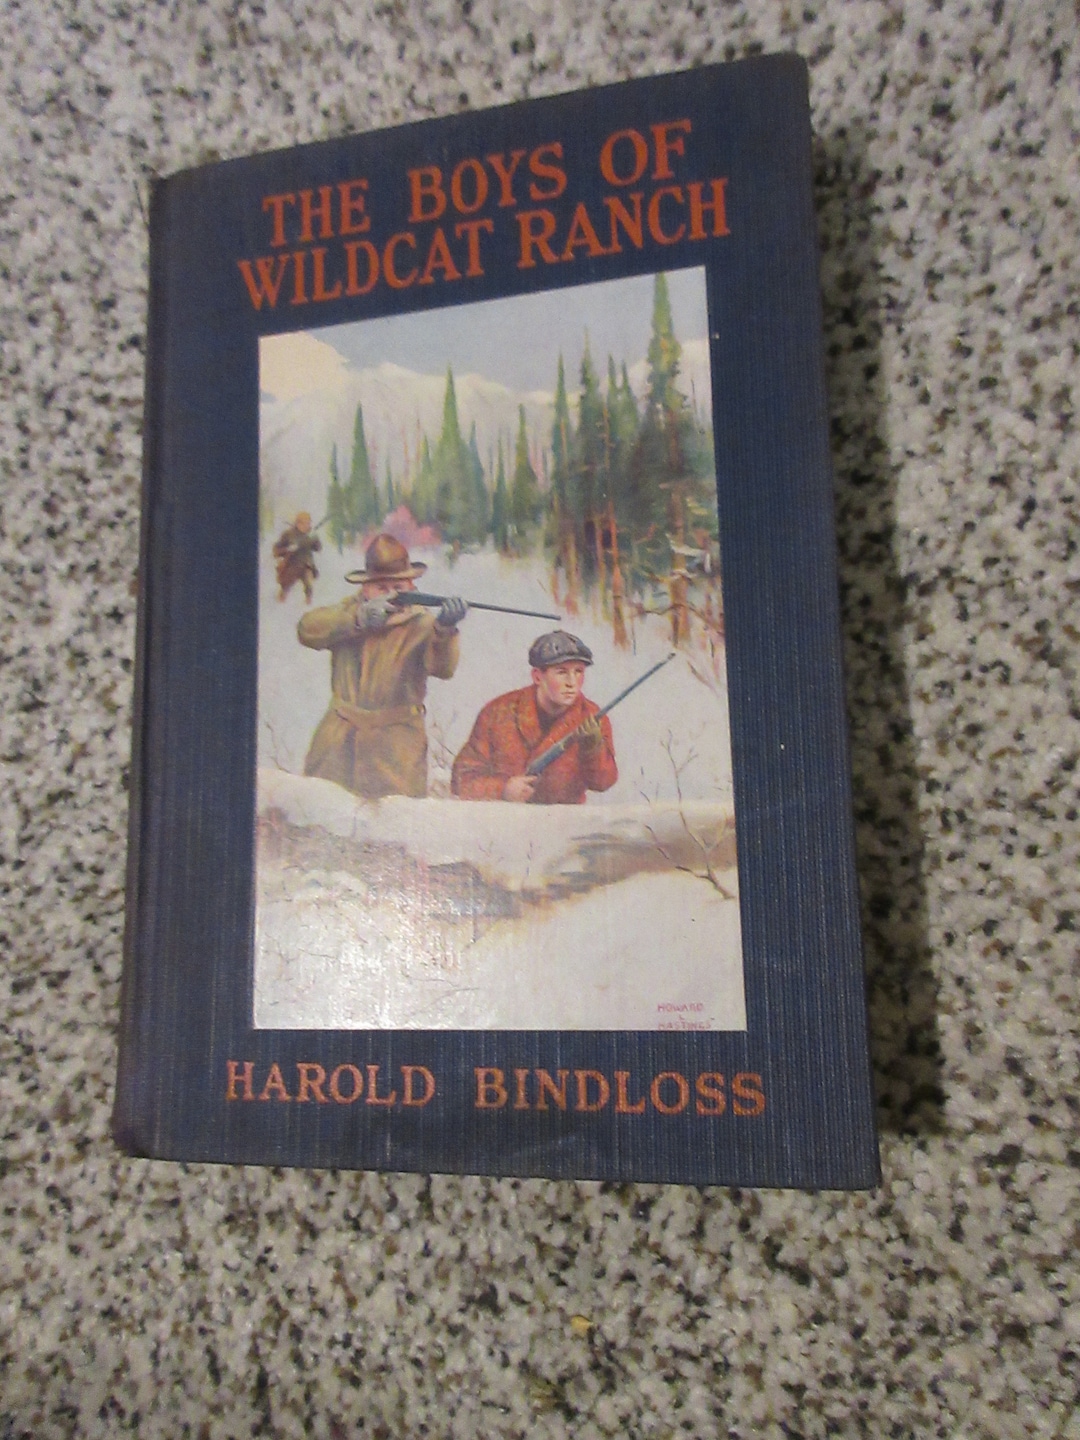 THE BOYS OF
WILDCAT RANCH
HOWARD
L
HASTINGS
HAROLD BINDLOSS